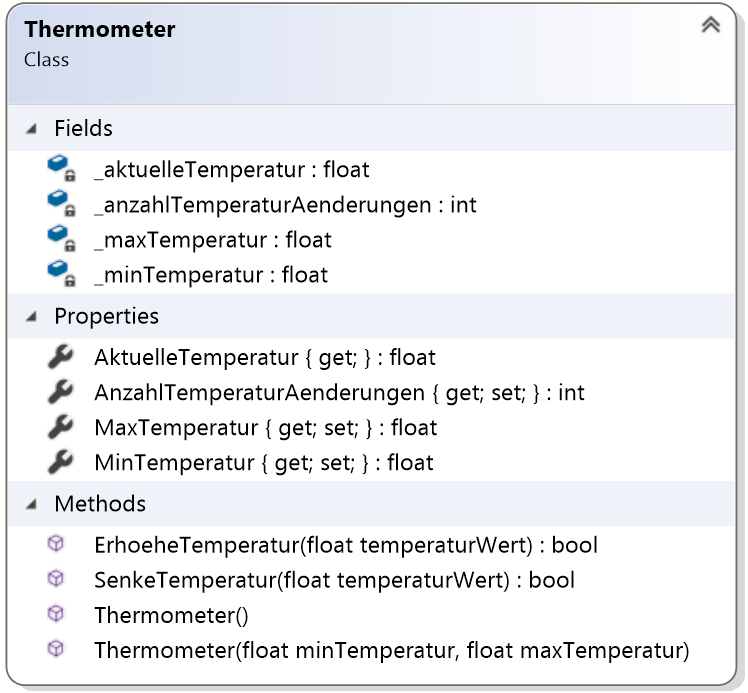 Thermometer
Class
Fields
_aktuelleTemperatur : float
_anzahlTemperaturAenderungen : int
_maxTemperatur : float
_minTemperatur : float
Properties
AktuelleTemperatur { get; } : float
AnzahlTemperaturAenderungen { get; set; } : int
MaxTemperatur { get; set; } : float
MinTemperatur { get; set; } : float
Methods
ErhoeheTemperatur(float temperaturWert) : bool
SenkeTemperatur(float temperaturWert) : bool
Thermometer()
Thermometer(float minTemperatur, float maxTemperatur)